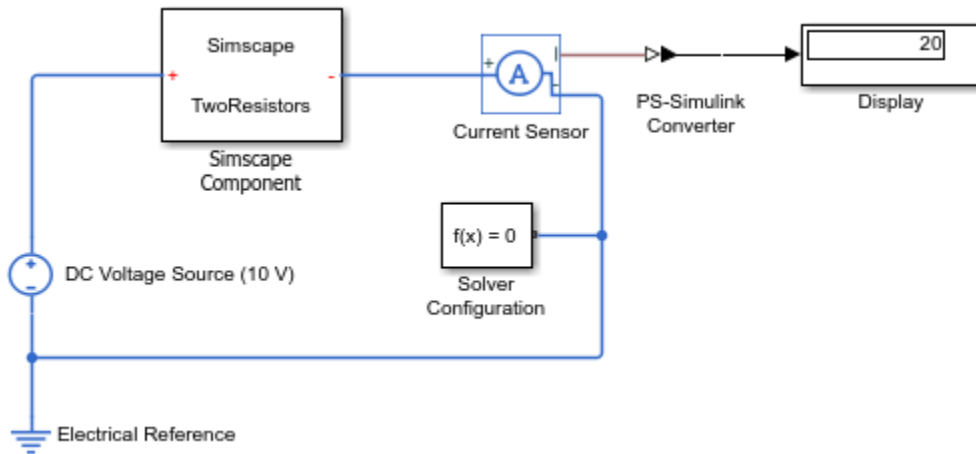 Simscape
+ -
TwoResistors
Simscape
Component
+ A I
-
Current Sensor
PS-Simulink
Converter
20
Display
f(x) = 0
Solver
Configuration
+
-
DC Voltage Source (10 V)
Electrical Reference